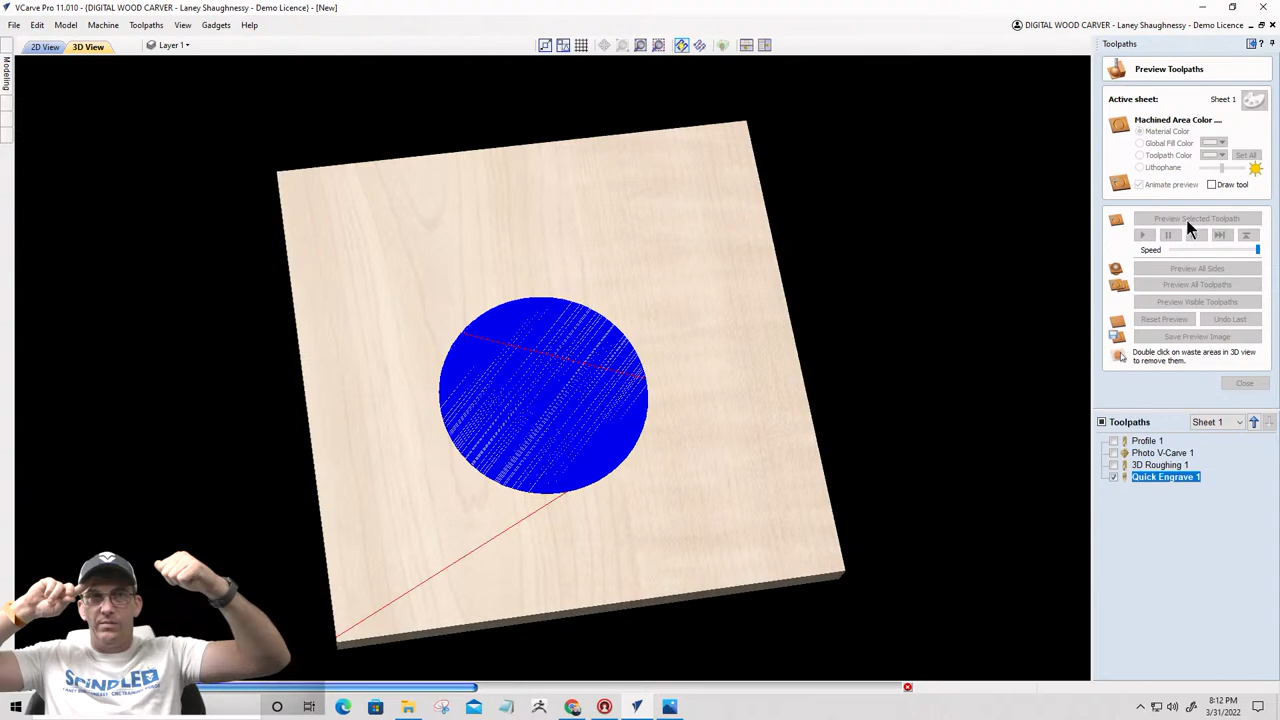 VCarve Pro 11.010 - {DIGITAL WOOD CARVER - Laney Shaughnessy - Demo Licence} - [New]
File Edit View Model Machine Toolpaths View Gadgets Help
DIGITAL WOOD CARVER - Laney Shaughnessy - Demo Licence
2D View 3D View Layer 1
Modeling
Toolpaths
Preview Toolpaths
Active sheet: Sheet 1
Machined Area Color ....
Material Color
Global Fill Color
Toolpath Color Set All
Lithophane
Animate preview Draw tool
Preview Selected Toolpath
Speed
Preview All Sides
Preview All Toolpaths
Preview Visible Toolpaths
Reset Preview Undo Last
Save Preview Image
Double click on waste areas in 3D view
to remove them.
Close
Toolpaths Sheet 1
Profile 1
Photo V-Carve 1
3D Roughing 1
Quick Engrave 1
SPINDLE
8:12 PM
3/31/2022